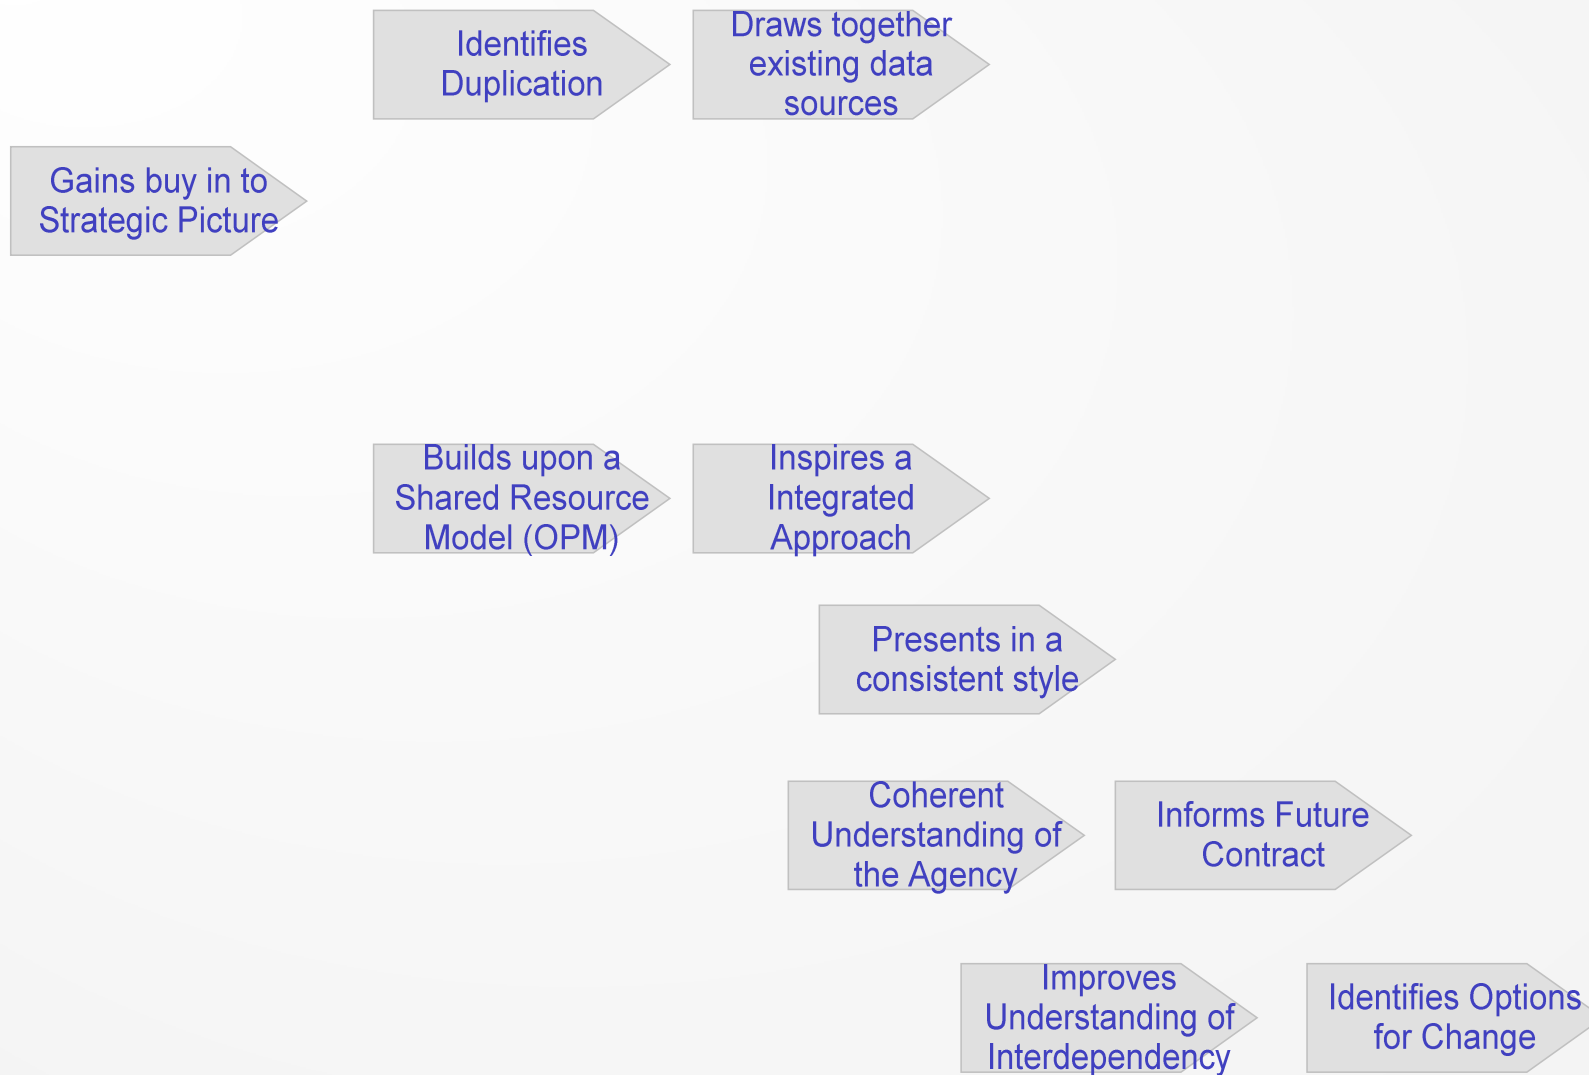 Identifies
Duplication
Draws together
existing data
sources
Gains buy in to
Strategic Picture
Builds upon a
Shared Resource
Model (OPM)
Inspires a
Integrated
Approach
Presents in a
consistent style
Coherent
Understanding of
the Agency
Informs Future
Contract
Improves
Understanding of
Interdependency
Identifies Options
for Change